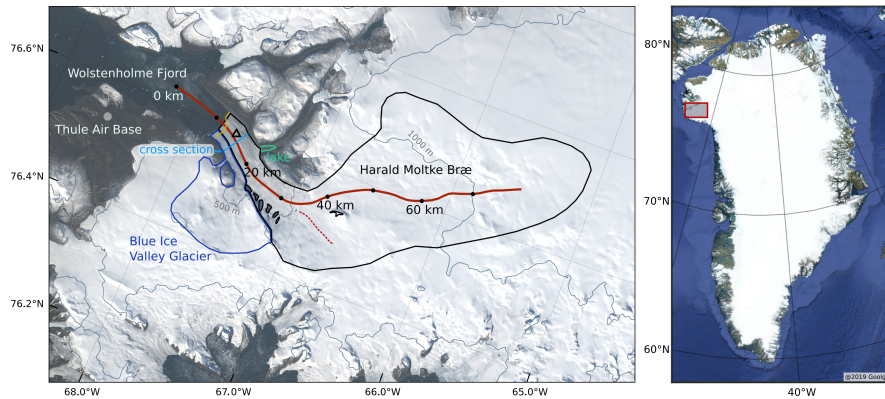 76.6°N
76.4°N
76.2°N
68.0°W
67.0°W
66.0°W
65.0°W
Wolstenholme Fjord
0 km
Thule Air Base
cross section
lake
20 km
1000 m
Harald Moltke Bræ
40 km
60 km
500 m
Blue Ice
Valley Glacier
80°N
70°N
60°N
40°W
@2019 Goolg